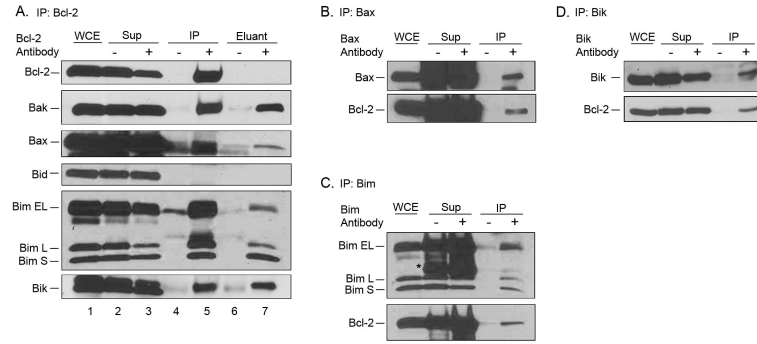 A. IP: Bcl-2
Bcl-2
Antibody
WCE Sup IP Eluant
- + - + - +
Bcl-2
Bak
Bax
Bid
Bim EL
Bim L
Bim S
Bik
1 2 3 4 5 6 7
B. IP: Bax
Bax
Antibody
WCE Sup IP
- + - +
Bax
Bcl-2
C. IP: Bim
Bim
Antibody
WCE Sup IP
- + - +
Bim EL
*
Bim L
Bim S
Bcl-2
D. IP: Bik
Bik
Antibody
WCE Sup IP
- + - +
Bik
Bcl-2